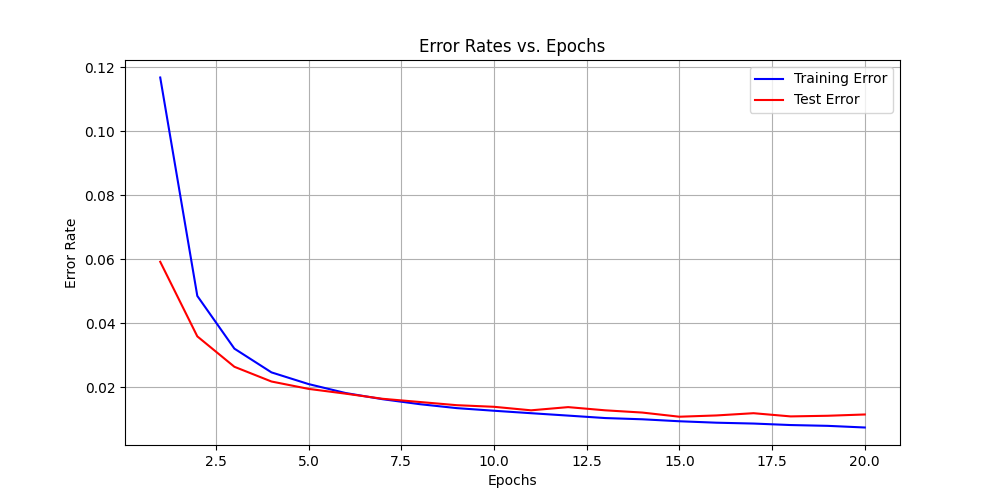 Error Rates vs. Epochs
Training Error
Test Error
0.12
0.10
0.08
0.06
0.04
0.02
Error Rate
2.5
5.0
7.5
10.0
12.5
15.0
17.5
20.0
Epochs